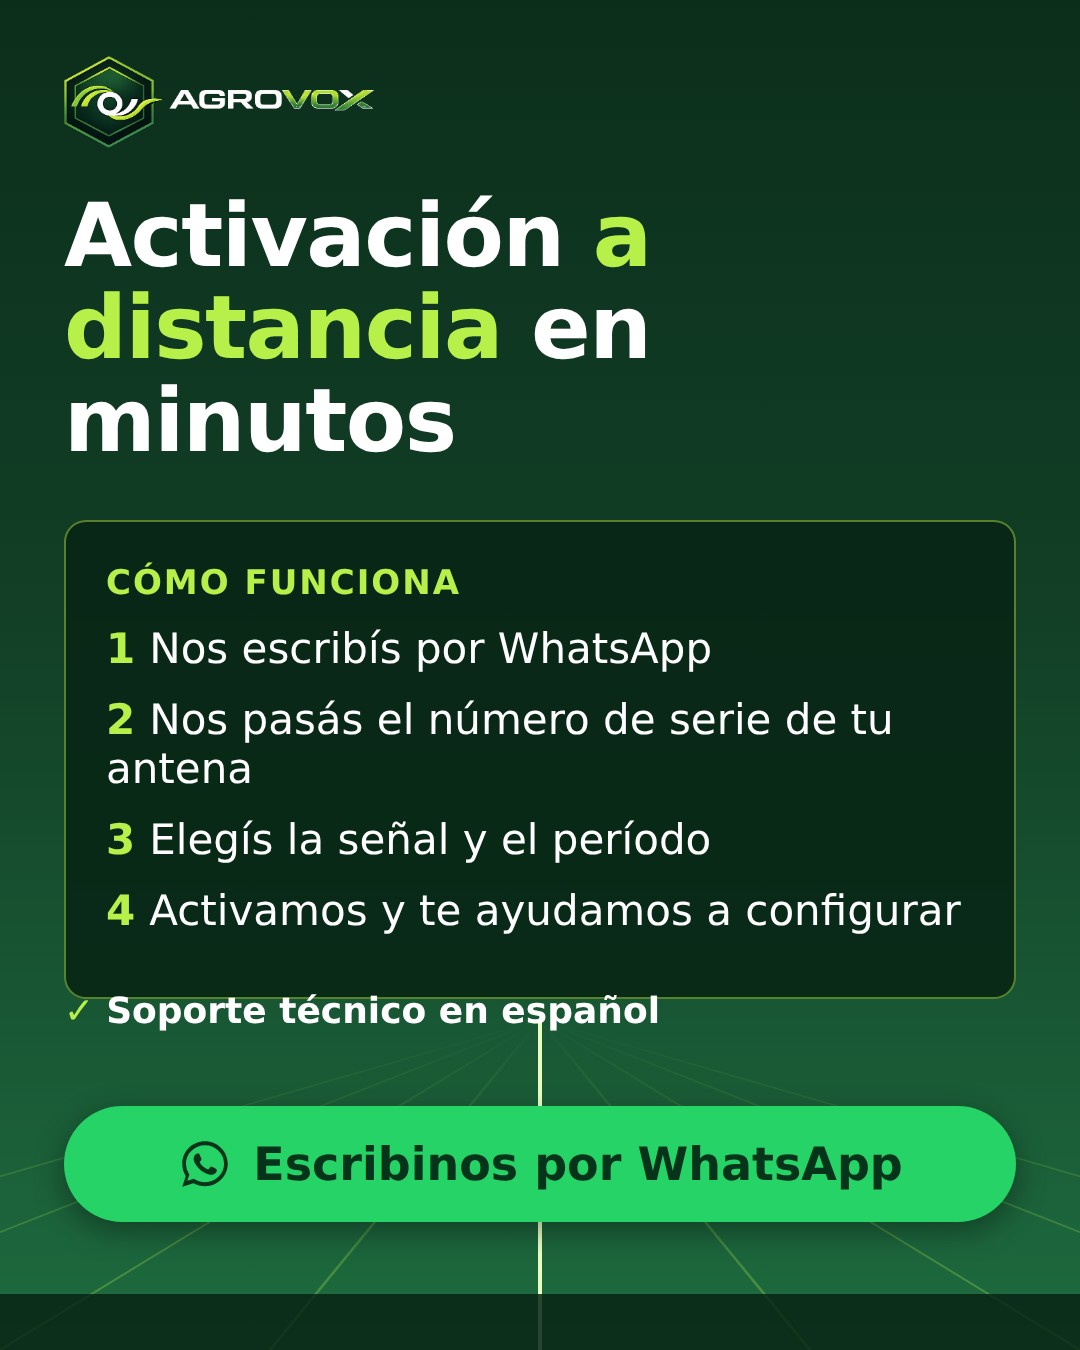 AGROVOX
Activación a
distancia en
minutos
CÓMO FUNCIONA
1 Nos escribís por WhatsApp
2 Nos pasás el número de serie de tu
antena
3 Elegís la señal y el período
4 Activamos y te ayudamos a configurar
✓ Soporte técnico en español
Escribinos por WhatsApp